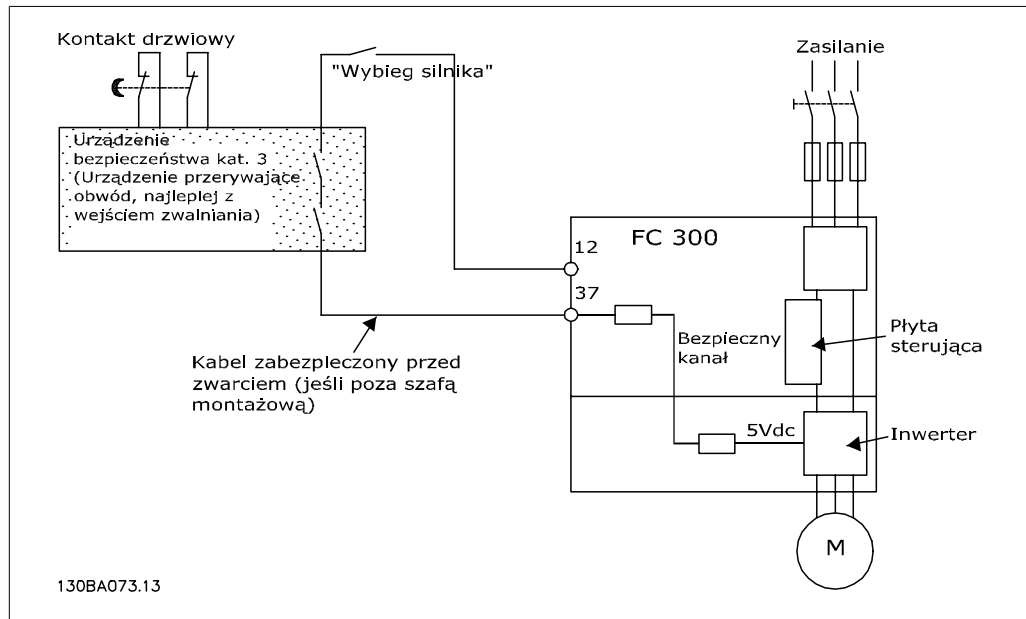 Kontakt drzwiowy
"Wybieg silnika"
Zasilanie
Urządzenie
bezpieczeństwa kat. 3
(Urządzenie przerywające
obwód, najlepiej z
wejściem zwalniania)
FC 300
12
37
Bezpieczny
kanał
Płyta
sterująca
Kabel zabezpieczony przed
zwarciem (jeśli poza szafą
montażową)
5Vdc
Inwerter
M
130BA073.13